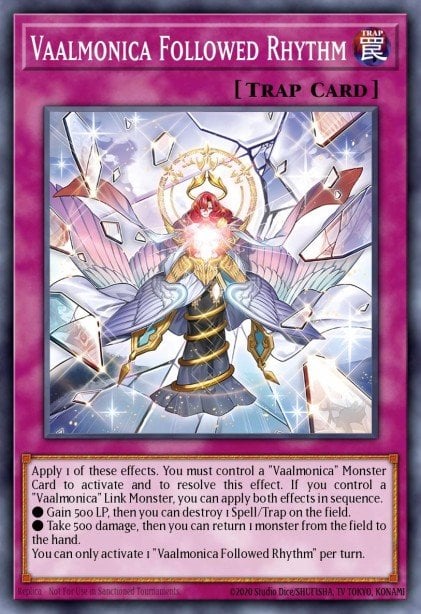 VAALMONICA FOLLOWED RHYTHM
TRAP
罠
[TRAP CARD]
Apply 1 of these effects. You must control a "Vaalmonica" Monster
Card to activate and to resolve this effect. If you control a
"Vaalmonica" Link Monster, you can apply both effects in sequence.
● Gain 500 LP, then you can destroy 1 Spell/Trap on the field.
● Take 500 damage, then you can return 1 monster from the field to
the hand.
You can only activate 1 "Vaalmonica Followed Rhythm" per turn.
Replica - Not For Use in Sanctioned Tournaments
©2020 Studio Dice/SHUEISHA, TV TOKYO, KONAMI